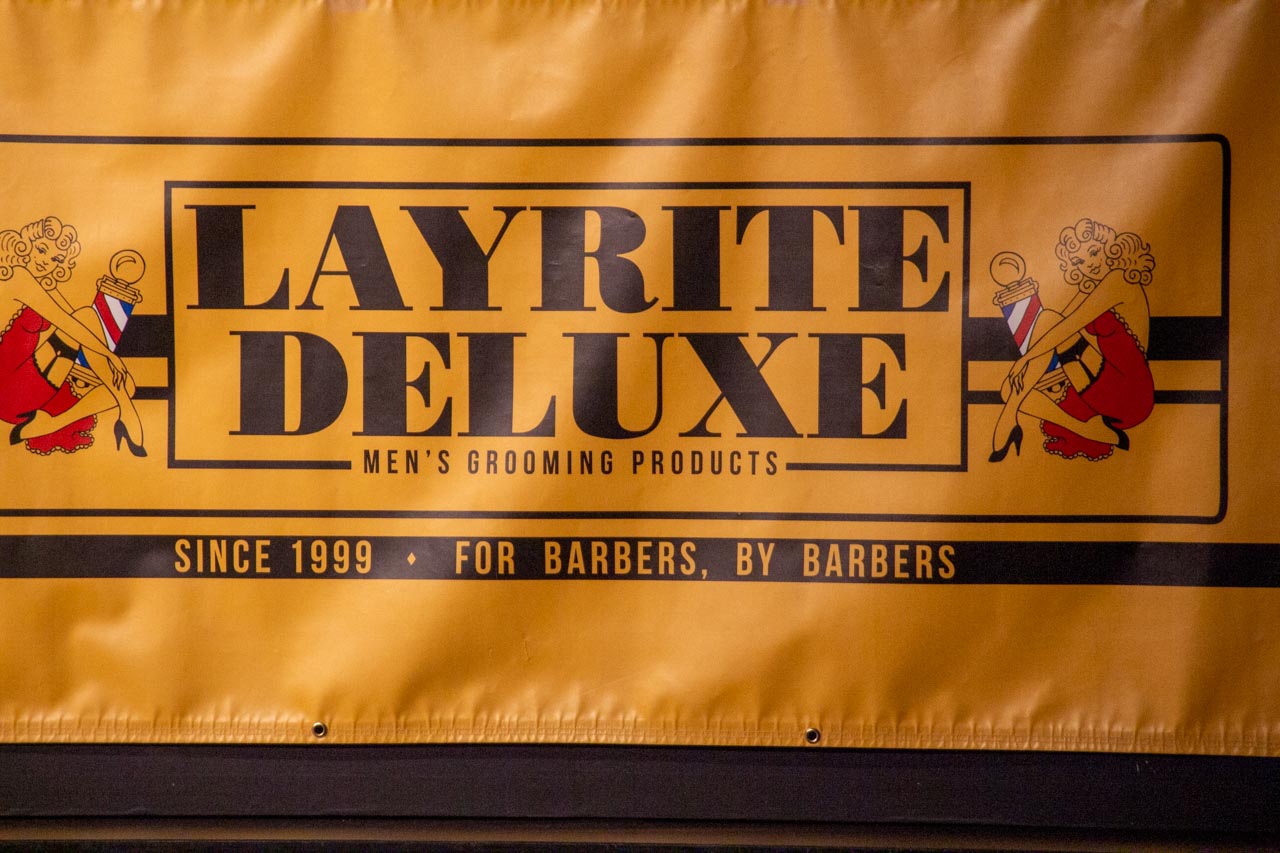 LAYRITE
DELUXE
MEN'S GROOMING PRODUCTS
SINCE 1999 ⬩ FOR BARBERS, BY BARBERS